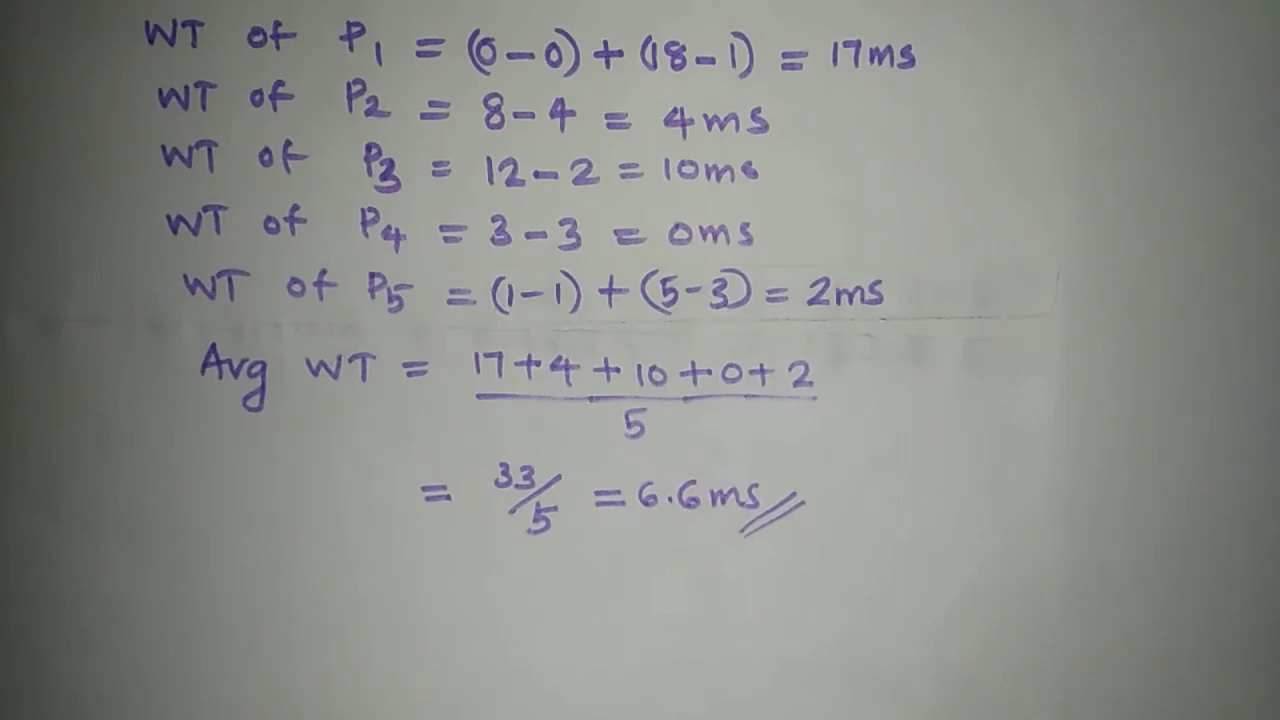 WT of P1 = (0-0) + (18-1) = 17ms
WT of P2 = 8-4 = 4ms
WT of P3 = 12-2 = 10ms
WT of P4 = 3-3 = 0ms
WT of P5 = (1-1) + (5-3) = 2ms
Avg WT = 17+4+10+0+2
5
= 33/5 = 6.6ms